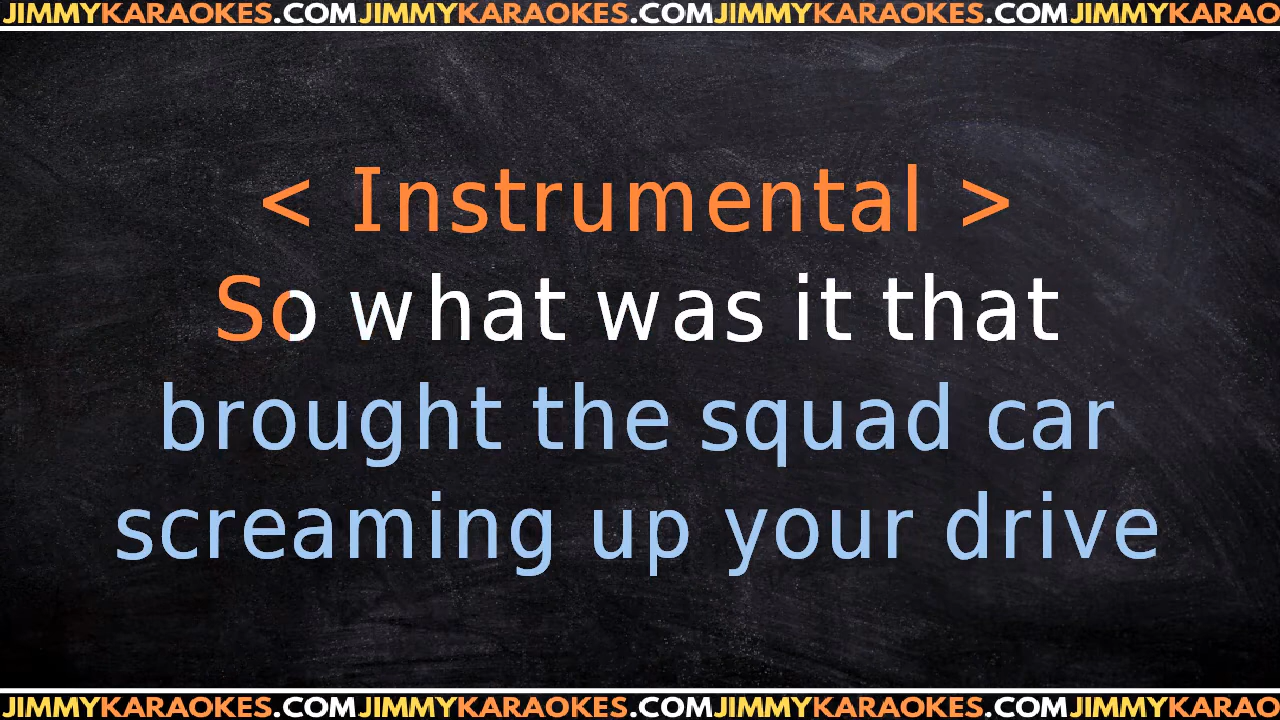 JIMMYKARAOKES.COMJIMMYKARAOKES.COMJIMMYKARAOKES.COMJIMMYKARAO
< Instrumental >
So what was it that
brought the squad car
screaming up your drive
JIMMYKARAOKES.COMJIMMYKARAOKES.COMJIMMYKARAOKES.COMJIMMYKARAO